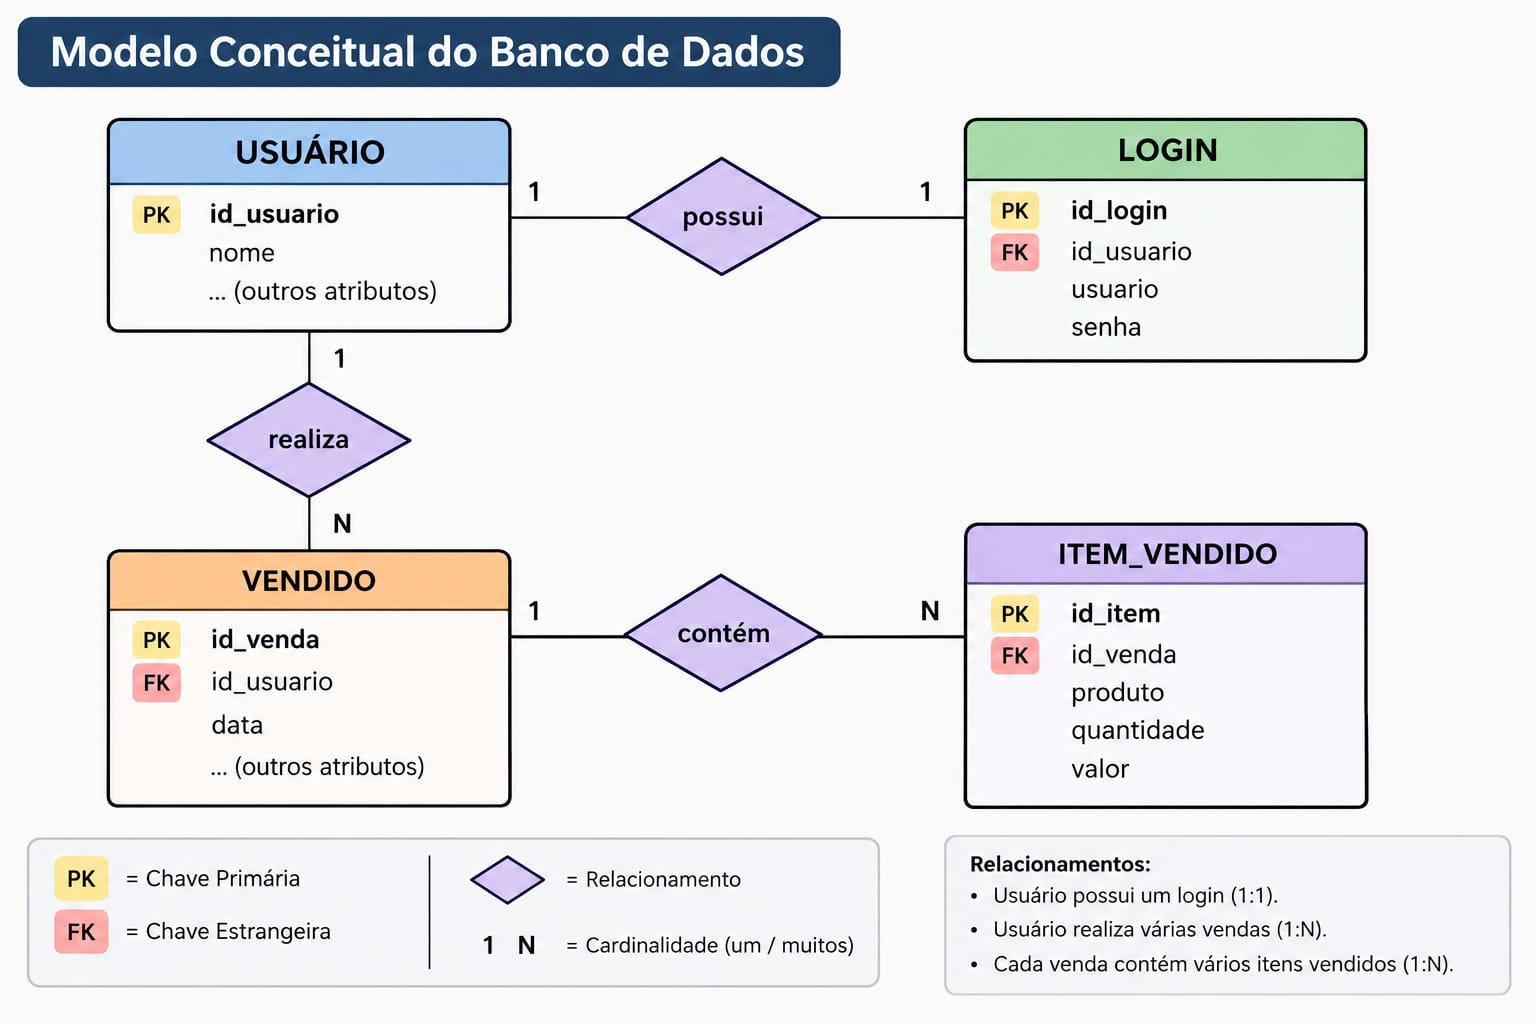 Modelo Conceitual do Banco de Dados
USUÁRIO
PK id_usuario
nome
... (outros atributos)
1
possui
1
LOGIN
PK id_login
FK id_usuario
usuario
senha
1
realiza
N
VENDIDO
PK id_venda
FK id_usuario
data
... (outros atributos)
1
contém
N
ITEM_VENDIDO
PK id_item
FK id_venda
produto
quantidade
valor
PK = Chave Primária
FK = Chave Estrangeira
= Relacionamento
1 N = Cardinalidade (um / muitos)
Relacionamentos:
• Usuário possui um login (1:1).
• Usuário realiza várias vendas (1:N).
• Cada venda contém vários itens vendidos (1:N).